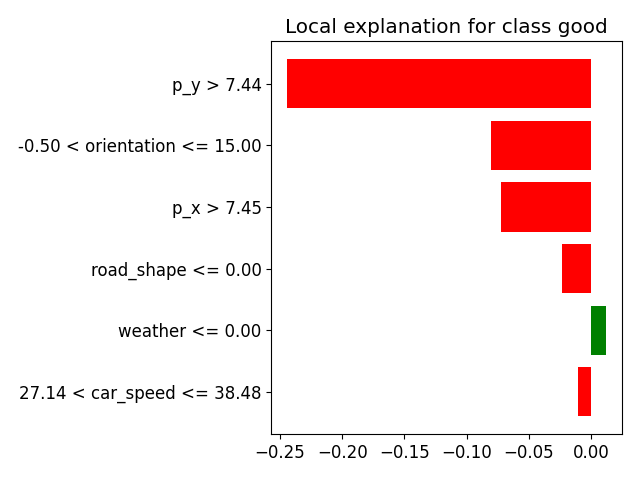 Local explanation for class good
p_y > 7.44
-0.50 < orientation <= 15.00
p_x > 7.45
road_shape <= 0.00
weather <= 0.00
27.14 < car_speed <= 38.48
−0.25 −0.20 −0.15 −0.10 −0.05 0.00